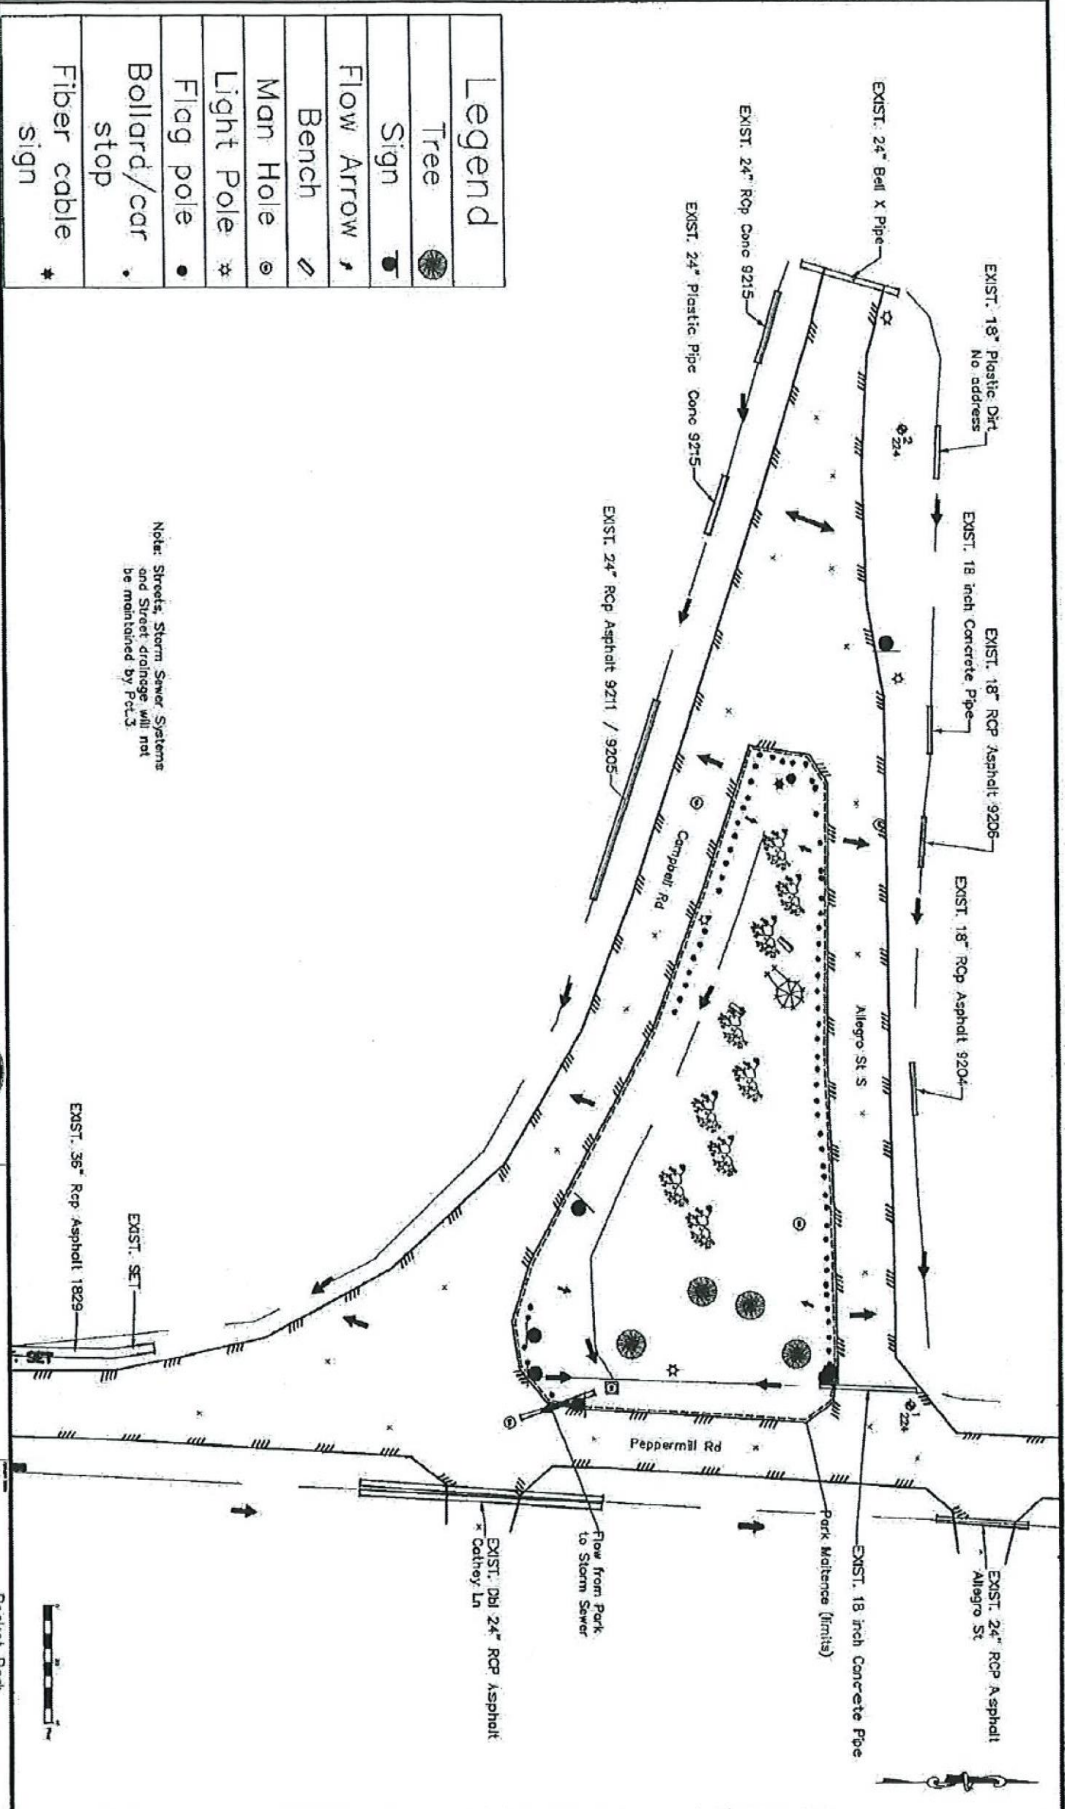 Legend
Tree
Sign
Flow Arrow
Bench
Man Hole
Light Pole
Flag pole
Bollard/car
stop
Fiber cable
sign
EXIST. 24" Bell X Pipe
EXIST. 24" RCp Conc 9215
EXIST. 24" Plastic Pipe Conc 9215
EXIST. 24" RCp Asphalt 9211 / 9205
EXIST. 18" Plastic Dirt
No address
EXIST. 18 inch Concrete Pipe
EXIST. 18" RCP Asphalt 9206
EXIST. 18" RCp Asphalt 9204
2
224
Campbell Rd
Allegro St S
1
224
Peppermill Rd
Note: Streets, Storm Sewer Systems
and Street drainage will not
be maintained by Pct.3.
EXIST. 36" Rcp Asphalt 1829
EXIST. SET
SET
Flow from Park
to Storm Sewer
EXIST. Dbl 24" RCP Asphalt
Cathey Ln
Park Maitence (limits)
EXIST. 18 inch Concrete Pipe
EXIST. 24" RCP Asphalt
Allegro St